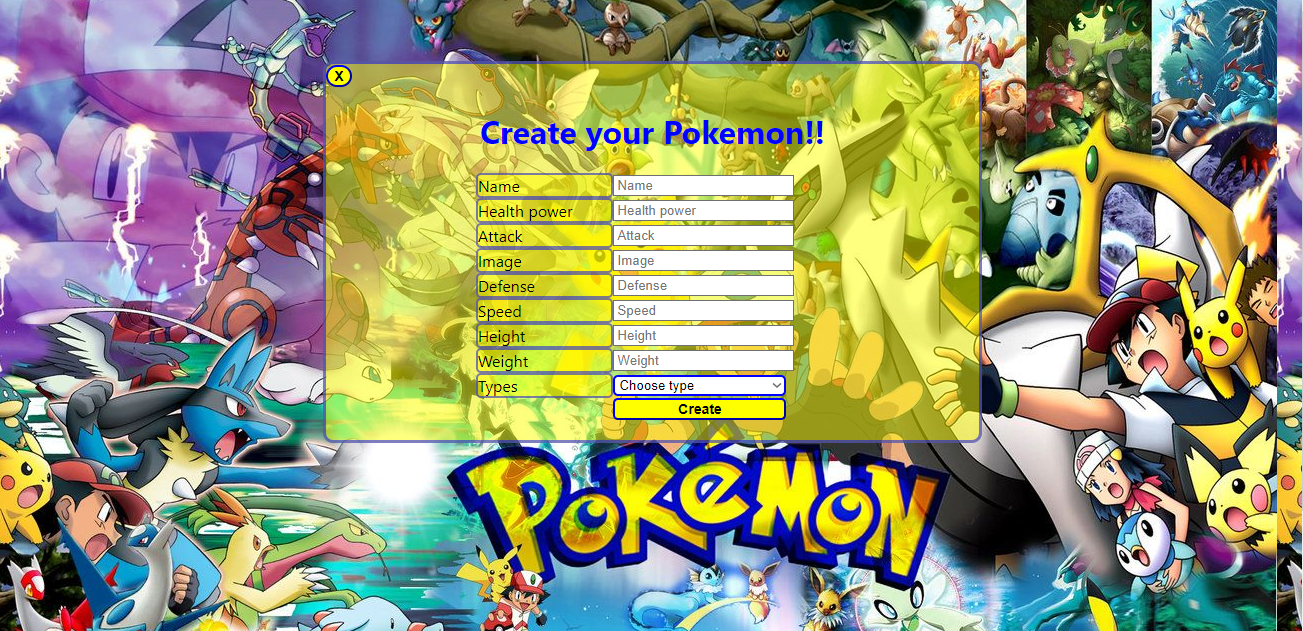 X
Create your Pokemon!!
Name Name
Health power Health power
Attack Attack
Image Image
Defense Defense
Speed Speed
Height Height
Weight Weight
Types Choose type
Create
POKéMON